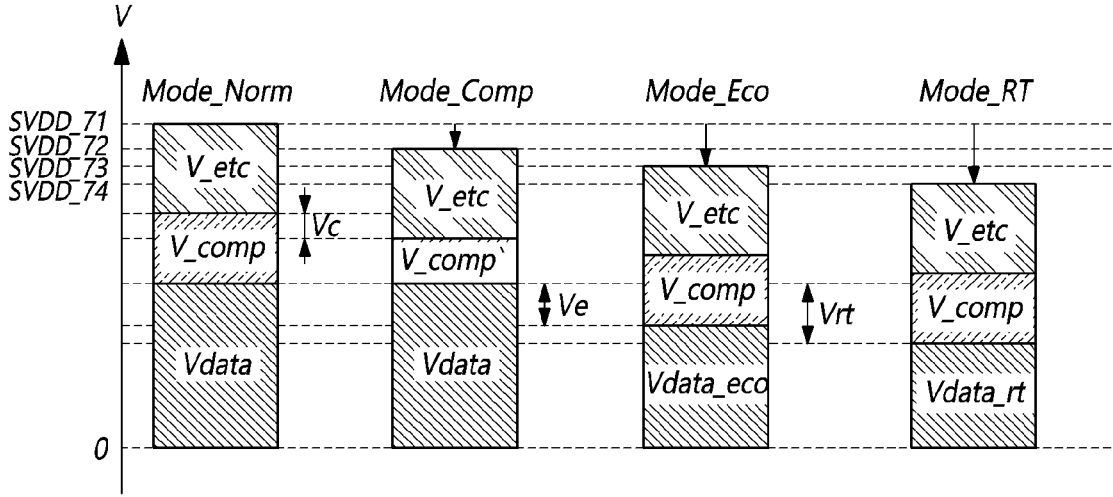 V
Mode_Norm Mode_Comp Mode_Eco Mode_RT
SVDD_71
SVDD_72
SVDD_73
SVDD_74
V_etc
V_etc
V_etc
V_etc
Vc
V_comp
V_comp`
V_comp
V_comp
Ve
Vrt
Vdata
Vdata
Vdata_eco
Vdata_rt
0